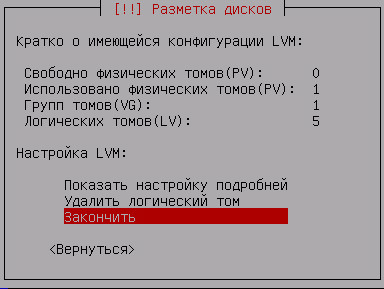 [!!] Разметка дисков
Кратко о имеющейся конфигурации LVM:
Свободно физических томов(PV): 0
Использовано физических томов(PV): 1
Групп томов(VG): 1
Логических томов(LV): 5
Настройка LVM:
Показать настройку подробней
Удалить логический том
Закончить
<Вернуться>